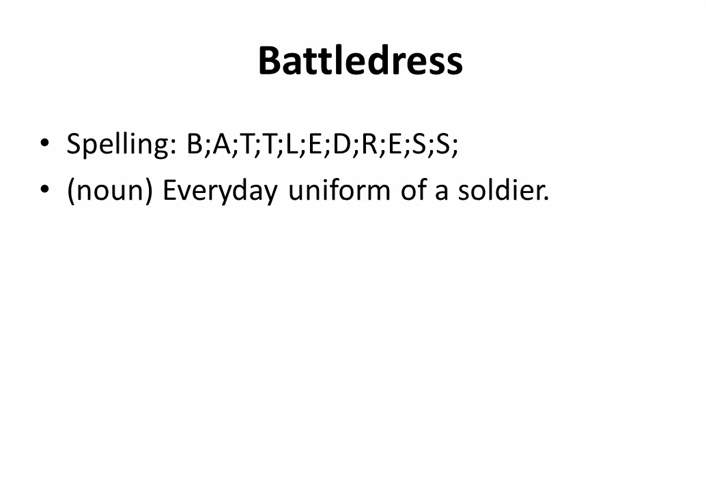 Battledress
• Spelling: B;A;T;T;L;E;D;R;E;S;S;
• (noun) Everyday uniform of a soldier.